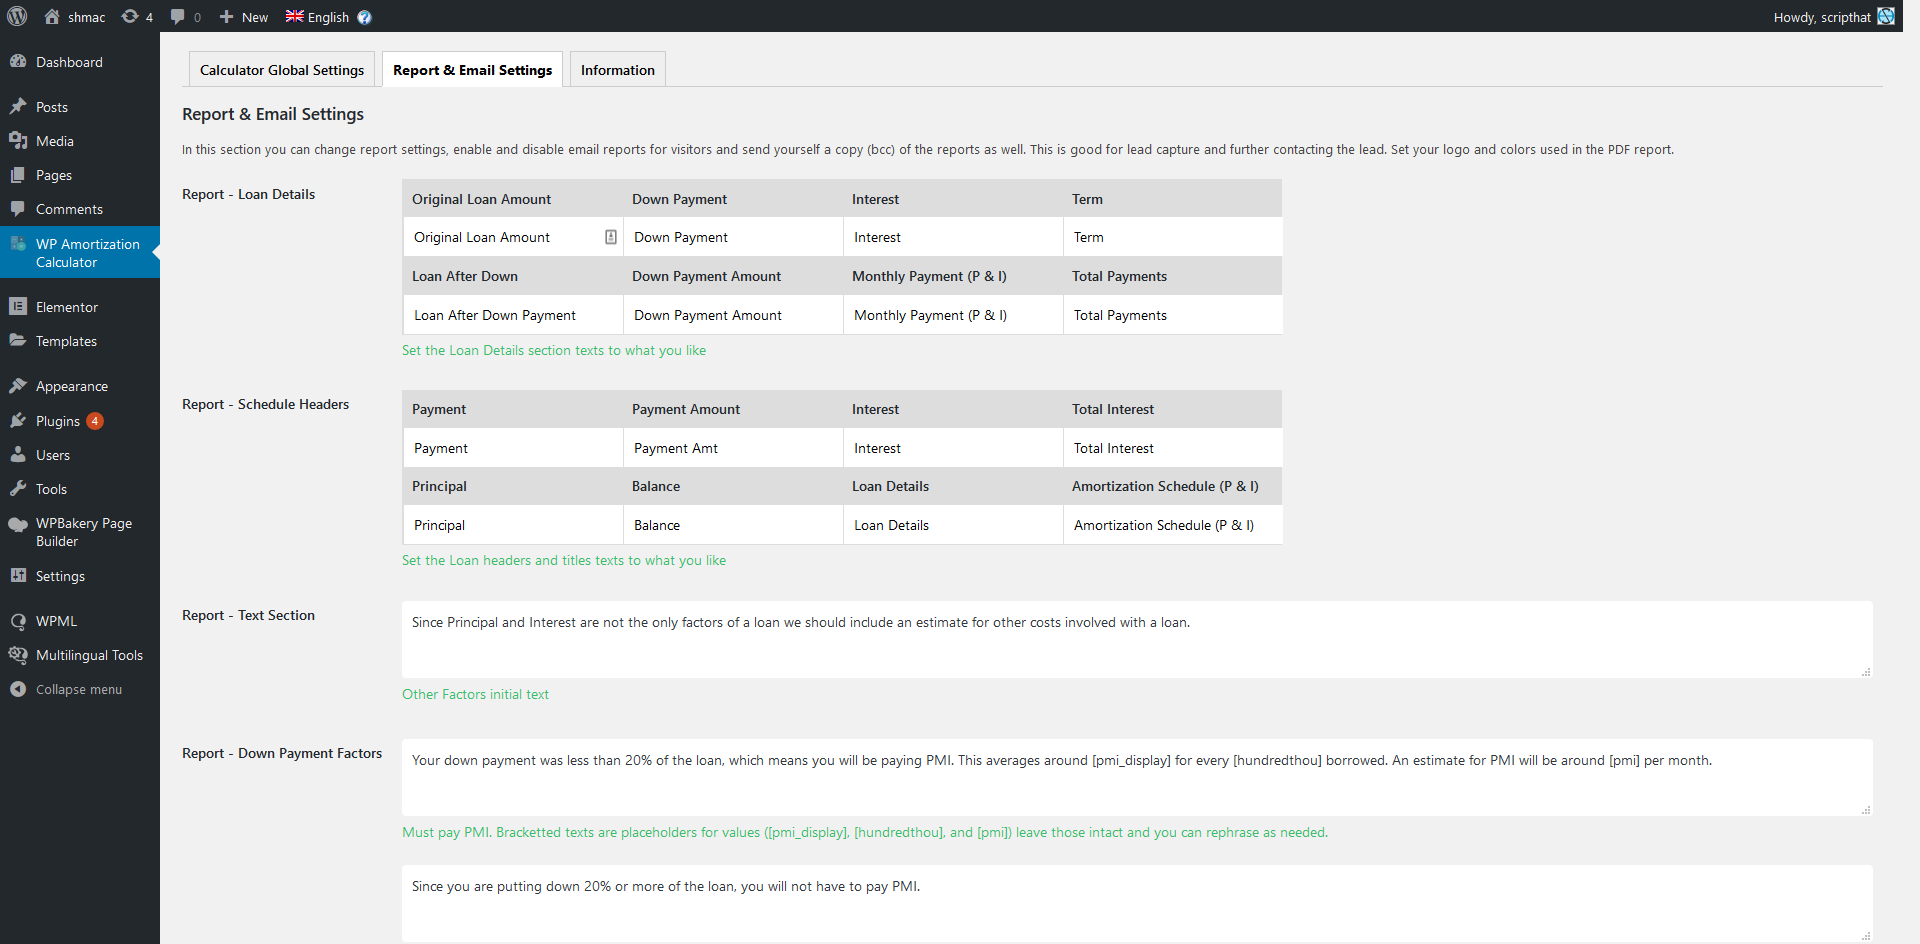 shmac
4
0
New
English
Howdy, scripthat
Dashboard
Posts
Media
Pages
Comments
WP Amortization
Calculator
Elementor
Templates
Appearance
Plugins 4
Users
Tools
WPBakery Page
Builder
Settings
WPML
Multilingual Tools
Collapse menu
Calculator Global Settings
Report & Email Settings
Information
Report & Email Settings
In this section you can change report settings, enable and disable email reports for visitors and send yourself a copy (bcc) of the reports as well. This is good for lead capture and further contacting the lead. Set your logo and colors used in the PDF report.
Report - Loan Details
Original Loan Amount Down Payment Interest Term
Original Loan Amount Down Payment Interest Term
Loan After Down Down Payment Amount Monthly Payment (P & I) Total Payments
Loan After Down Payment Down Payment Amount Monthly Payment (P & I) Total Payments
Set the Loan Details section texts to what you like
Report - Schedule Headers
Payment Payment Amount Interest Total Interest
Payment Payment Amt Interest Total Interest
Principal Balance Loan Details Amortization Schedule (P & I)
Principal Balance Loan Details Amortization Schedule (P & I)
Set the Loan headers and titles texts to what you like
Report - Text Section
Since Principal and Interest are not the only factors of a loan we should include an estimate for other costs involved with a loan.
Other Factors initial text
Report - Down Payment Factors
Your down payment was less than 20% of the loan, which means you will be paying PMI. This averages around [pmi_display] for every [hundredthou] borrowed. An estimate for PMI will be around [pmi] per month.
Must pay PMI. Bracketted texts are placeholders for values ([pmi_display], [hundredthou], and [pmi]) leave those intact and you can rephrase as needed.
Since you are putting down 20% or more of the loan, you will not have to pay PMI.